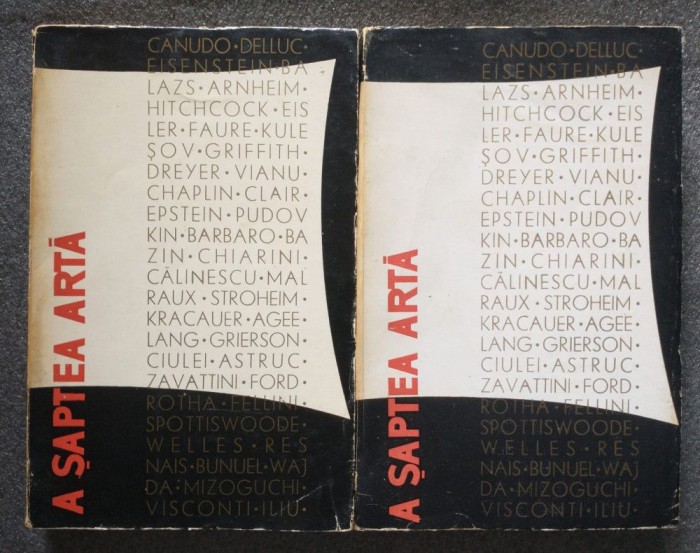 CANUDO·DELLUC
EISENSTEIN·BA
LAZS·ARNHEIM
HITCHCOCK·EIS
LER·FAURE·KULE
ȘOV·GRIFFITH·
DREYER·VIANU·
CHAPLIN·CLAIR·
EPSTEIN·PUDOV
KIN·BARBARO·BA
ZIN·CHIARINI·
CĂLINESCU·MAL
RAUX·STROHEIM·
KRACAUER·AGEE·
LANG·GRIERSON·
CIULEI·ASTRUC·
ZAVATTINI·FORD·
ROTHA·FELLINI·
SPOTTISWOODE·
WELLES·RES
NAIS·BUNUEL·WAJ
DA·MIZOGUCHI·
VISCONTI·ILIU·
A ȘAPTEA ARTĂ
CANUDO·DELLUC
EISENSTEIN·BA
LAZS·ARNHEIM·
HITCHCOCK·EIS
LER·FAURE·KULE
ȘOV·GRIFFITH·
DREYER·VIANU·
CHAPLIN·CLAIR·
EPSTEIN·PUDOV
KIN·BARBARO·BA
ZIN·CHIARINI·
CĂLINESCU·MAL
RAUX·STROHEIM·
KRACAUER·AGEE·
LANG·GRIERSON·
CIULEI·ASTRUC·
ZAVATTINI·FORD·
ROTHA·FELLINI·
SPOTTISWOODE·
WELLES·RES
NAIS·BUNUEL·WAJ
DA·MIZOGUCHI·
VISCONTI·ILIU·
A ȘAPTEA ARTĂ